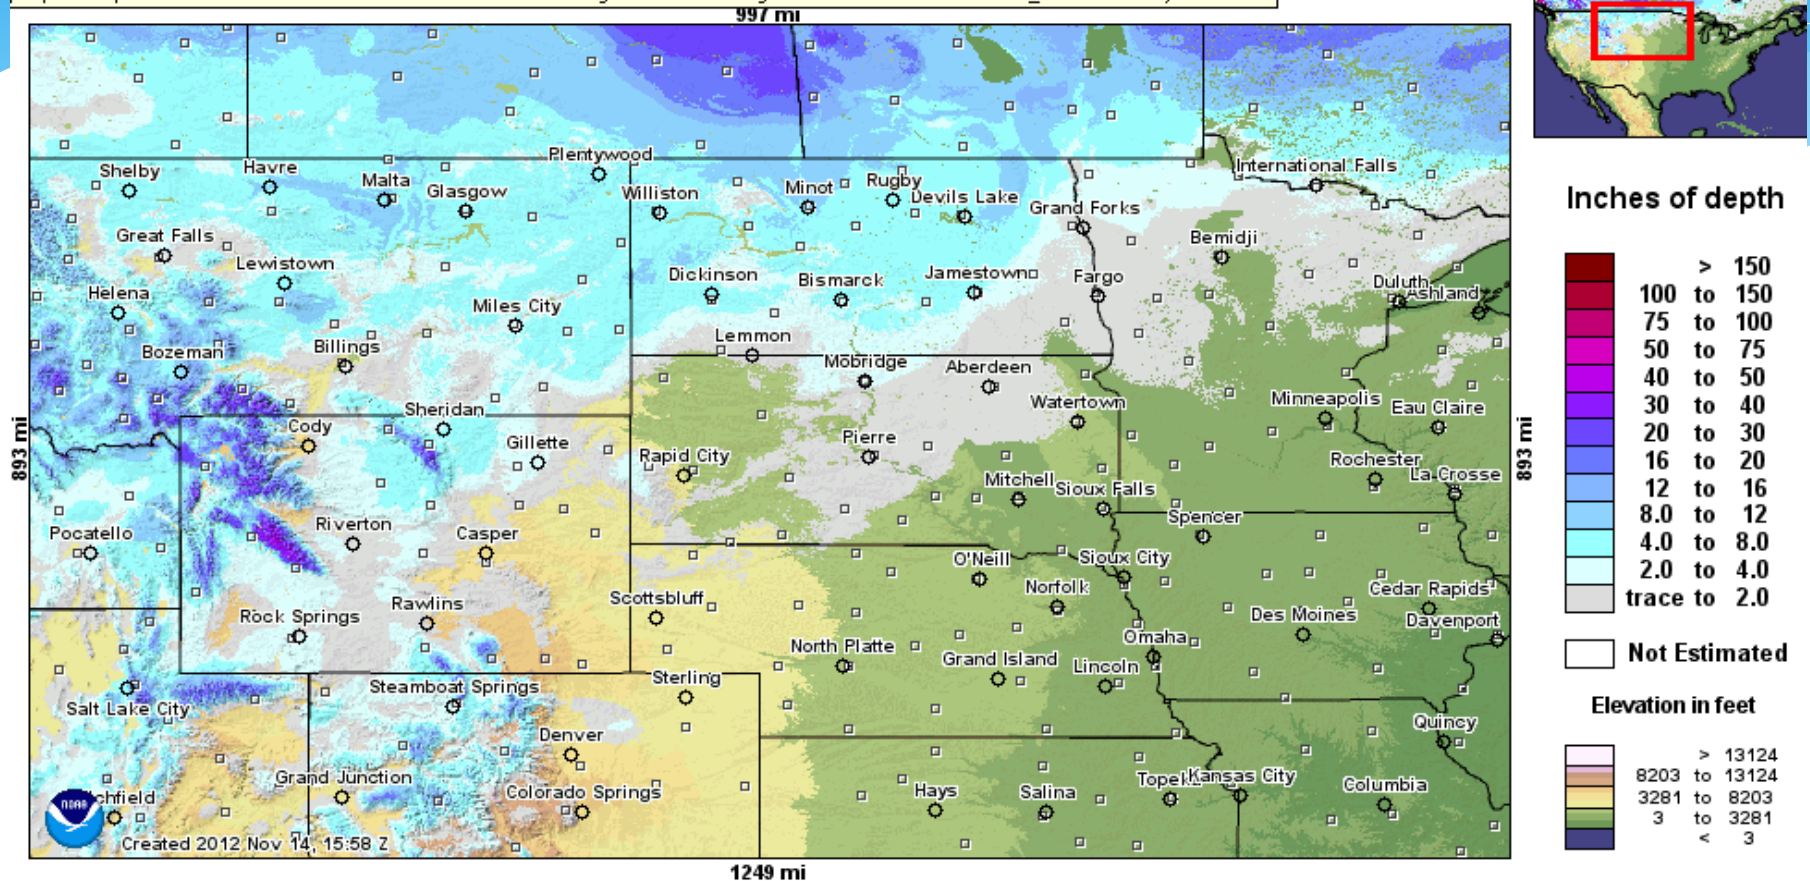 997 mi
Plentywood
Shelby
Havre
Malta
Glasgow
Williston
Minot
Rugby
Devils Lake
International Falls
Grand Forks
Great Falls
Bemidji
Lewistown
Dickinson
Bismarck
Jamestown
Fargo
Duluth
Ashland
Helena
Miles City
Lemmon
Bozeman
Billings
Mobridge
Aberdeen
Sheridan
Watertown
Minneapolis
Eau Claire
Cody
Gillette
Pierre
Rapid City
Rochester
La Crosse
893 mi
893 mi
Mitchell
Sioux Falls
Riverton
Casper
Spencer
Pocatello
O'Neill
Sioux City
Norfolk
Cedar Rapids
Scottsbluff
Rawlins
Rock Springs
Des Moines
Davenport
Omaha
North Platte
Grand Island
Lincoln
Sterling
Steamboat Springs
Salt Lake City
Quincy
Denver
Grand Junction
Colorado Springs
Hays
Salina
Kansas City
Columbia
NOAA
Created 2012 Nov 14, 15:58 Z
1249 mi
Inches of depth
> 150
100 to 150
75 to 100
50 to 75
40 to 50
30 to 40
20 to 30
16 to 20
12 to 16
8.0 to 12
4.0 to 8.0
2.0 to 4.0
trace to 2.0
Not Estimated
Elevation in feet
> 13124
8203 to 13124
3281 to 8203
3 to 3281
< 3